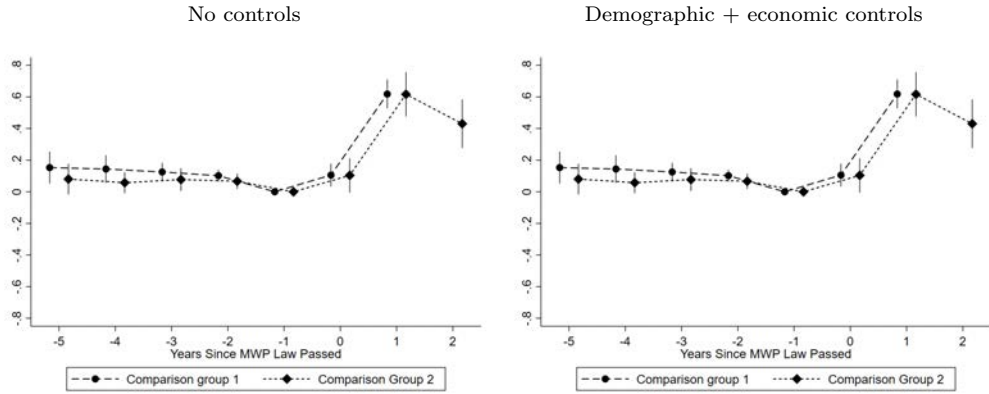 No controls
Demographic + economic controls
.8
.6
.4
.2
0
-.2
-.4
-.6
-.8
-5 -4 -3 -2 -1 0 1 2
Years Since MWP Law Passed
Comparison group 1 Comparison Group 2
.8
.6
.4
.2
0
-.2
-.4
-.6
-.8
-5 -4 -3 -2 -1 0 1 2
Years Since MWP Law Passed
Comparison group 1 Comparison Group 2